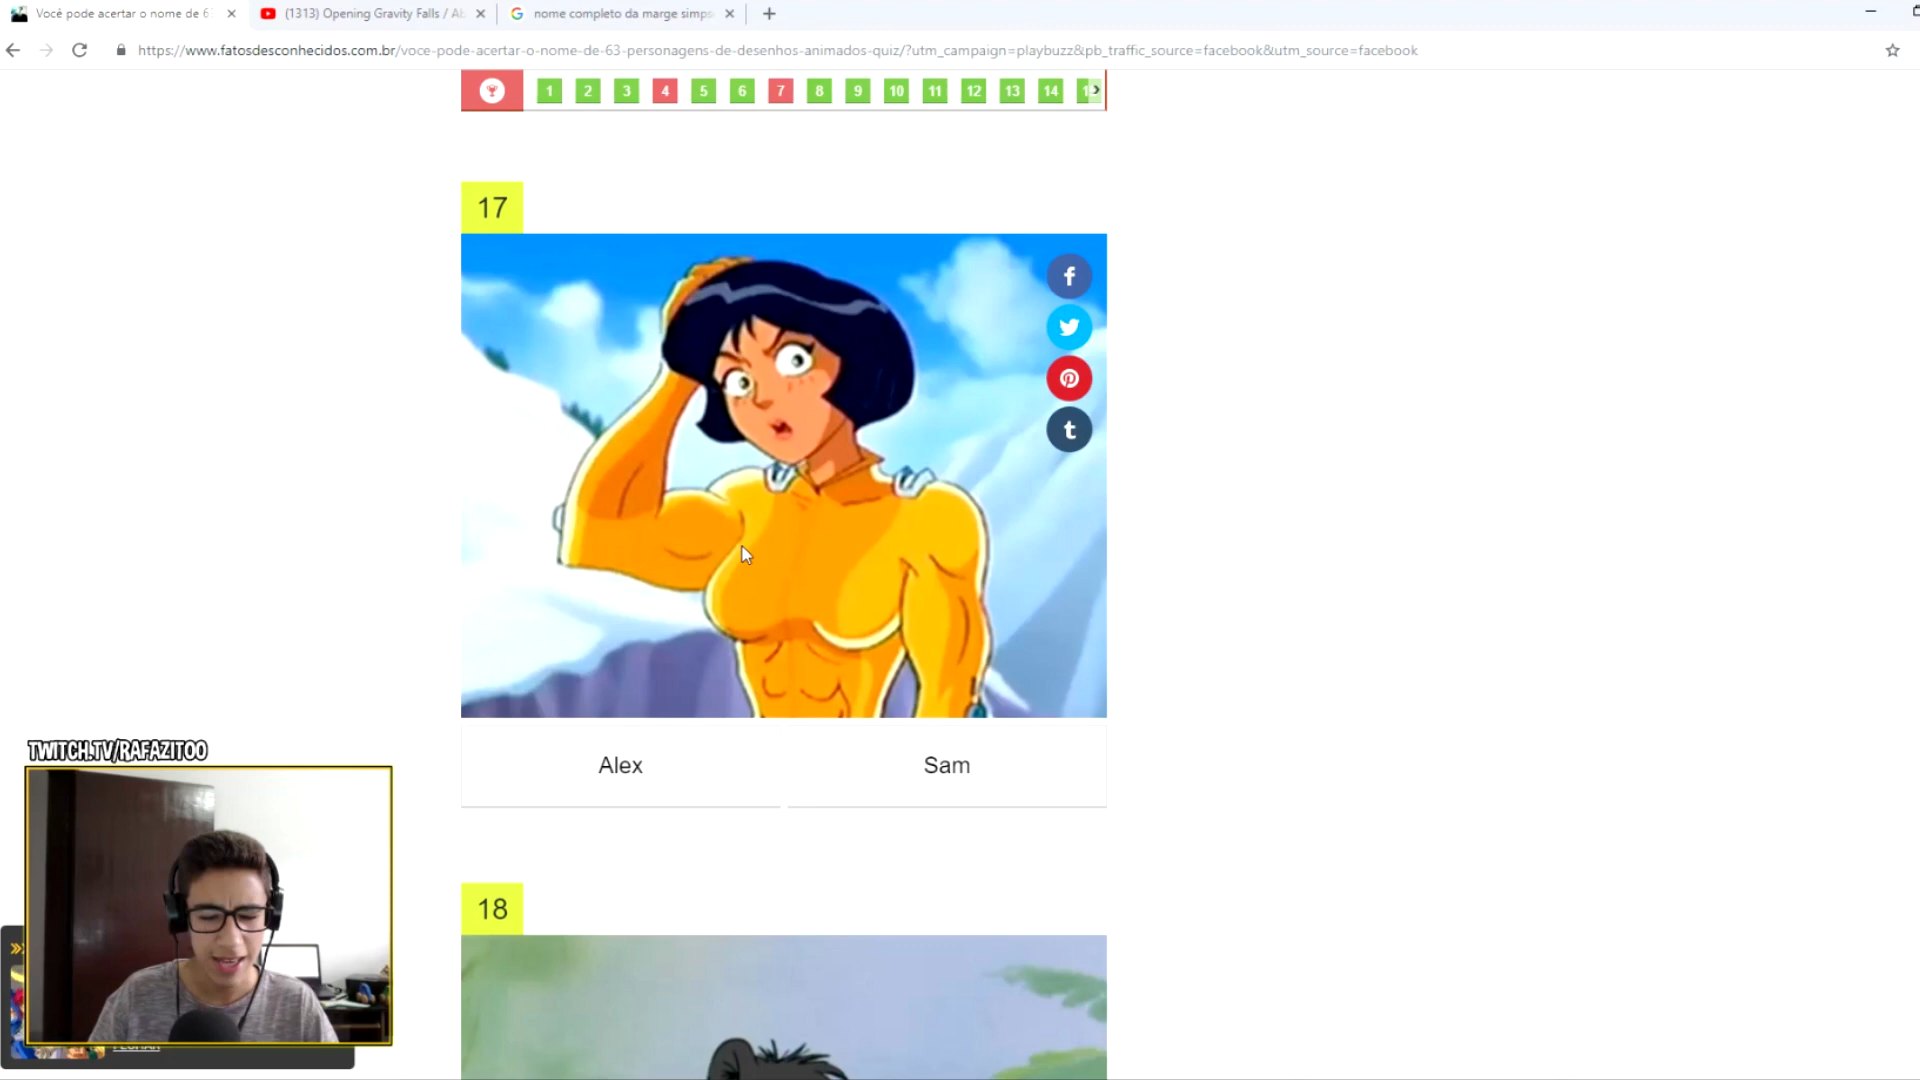 Você pode acertar o nome de 6
(1313) Opening Gravity Falls / Ab
nome completo da marge simps
https://www.fatosdesconhecidos.com.br/voce-pode-acertar-o-nome-de-63-personagens-de-desenhos-animados-quiz/?utm_campaign=playbuzz&pb_traffic_source=facebook&utm_source=facebook
1 2 3 4 5 6 7 8 9 10 11 12 13 14
17
Alex
Sam
TWITCH.TV/RAFAZITOO
18